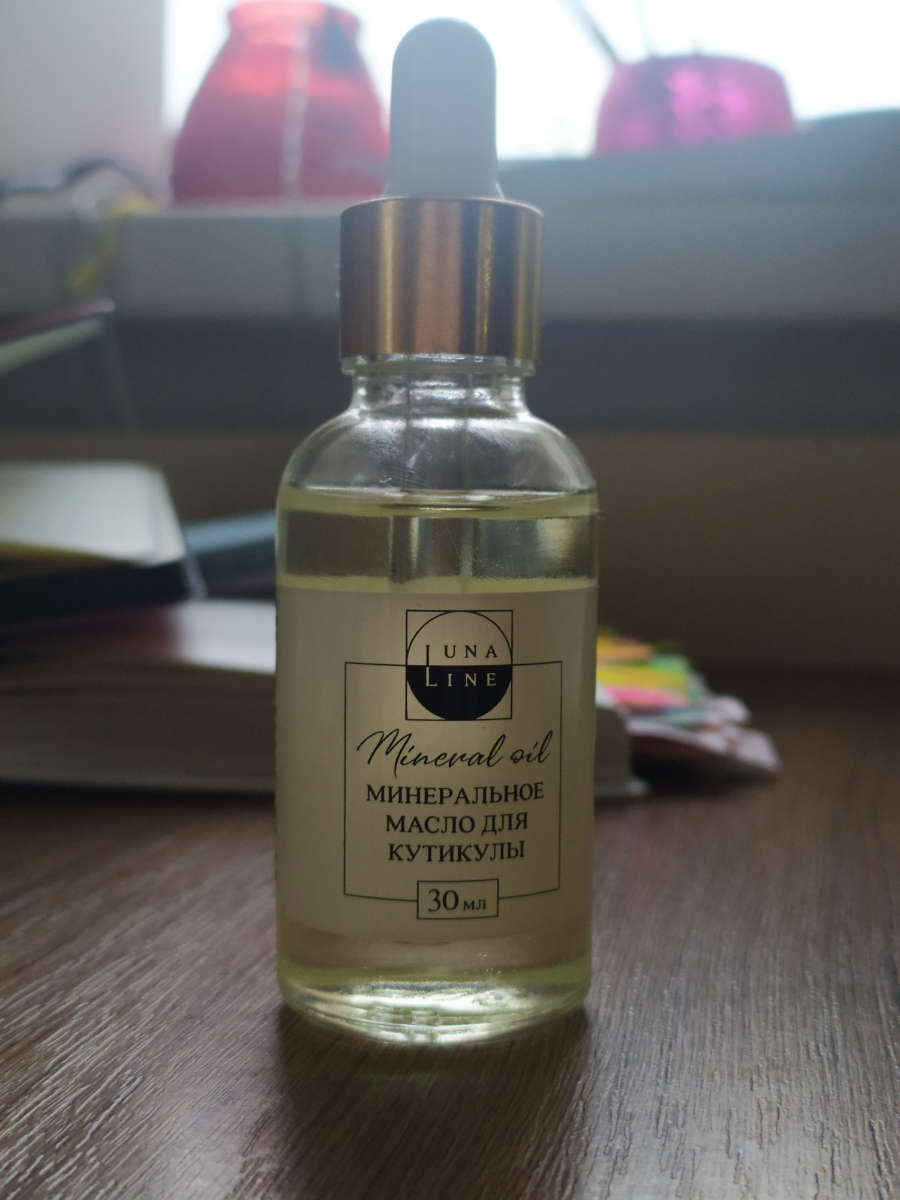 LUNA
LINE
Mineral oil
МИНЕРАЛЬНОЕ
МАСЛО ДЛЯ
КУТИКУЛЫ
30 мл